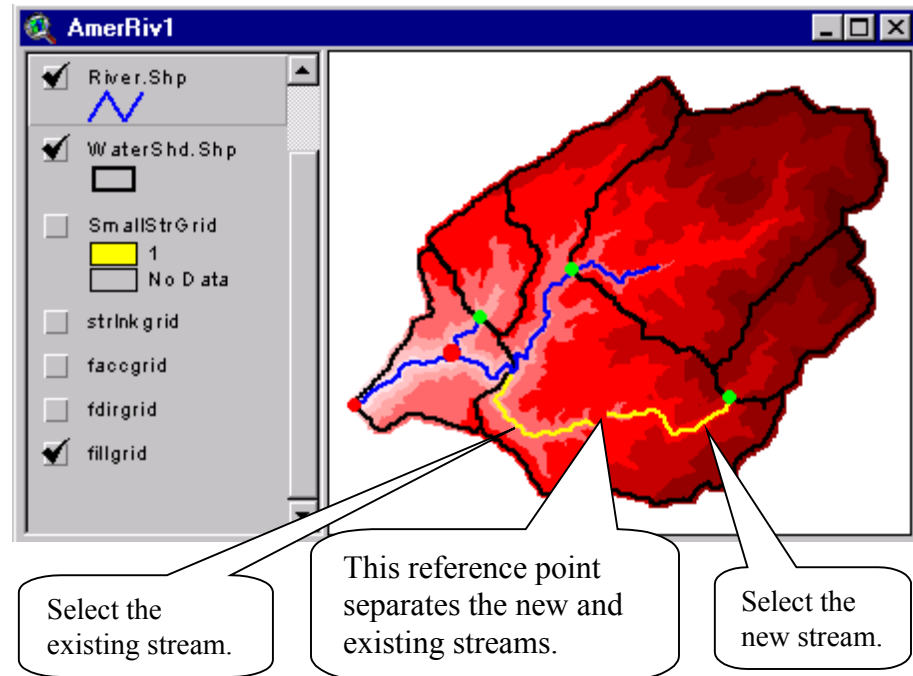 AmerRiv1
River.Shp
WaterShd.Shp
SmallStrGrid
1
No Data
strlnkgrid
faccgrid
fdirgrid
fillgrid
Select the
existing stream.
This reference point
separates the new and
existing streams.
Select the
new stream.